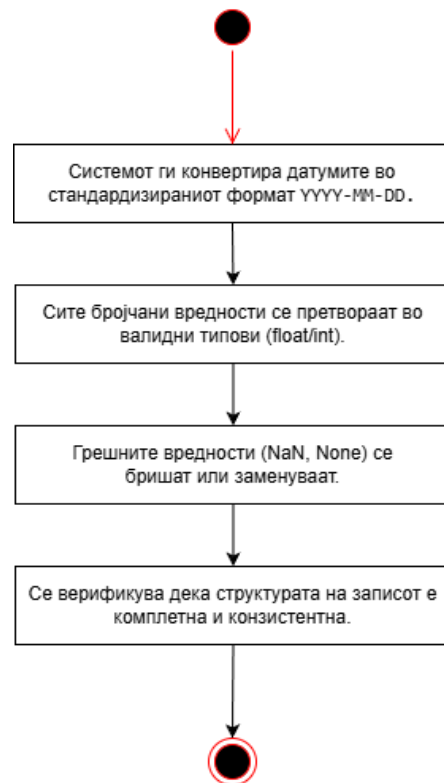 Системот ги конвертира датумите во
стандардизираниот формат YYYY-MM-DD.
Сите бројчани вредности се претвораат во
валидни типови (float/int).
Грешните вредности (NaN, None) се
бришат или заменуваат.
Се верификува дека структурата на записот е
комплетна и конзистентна.